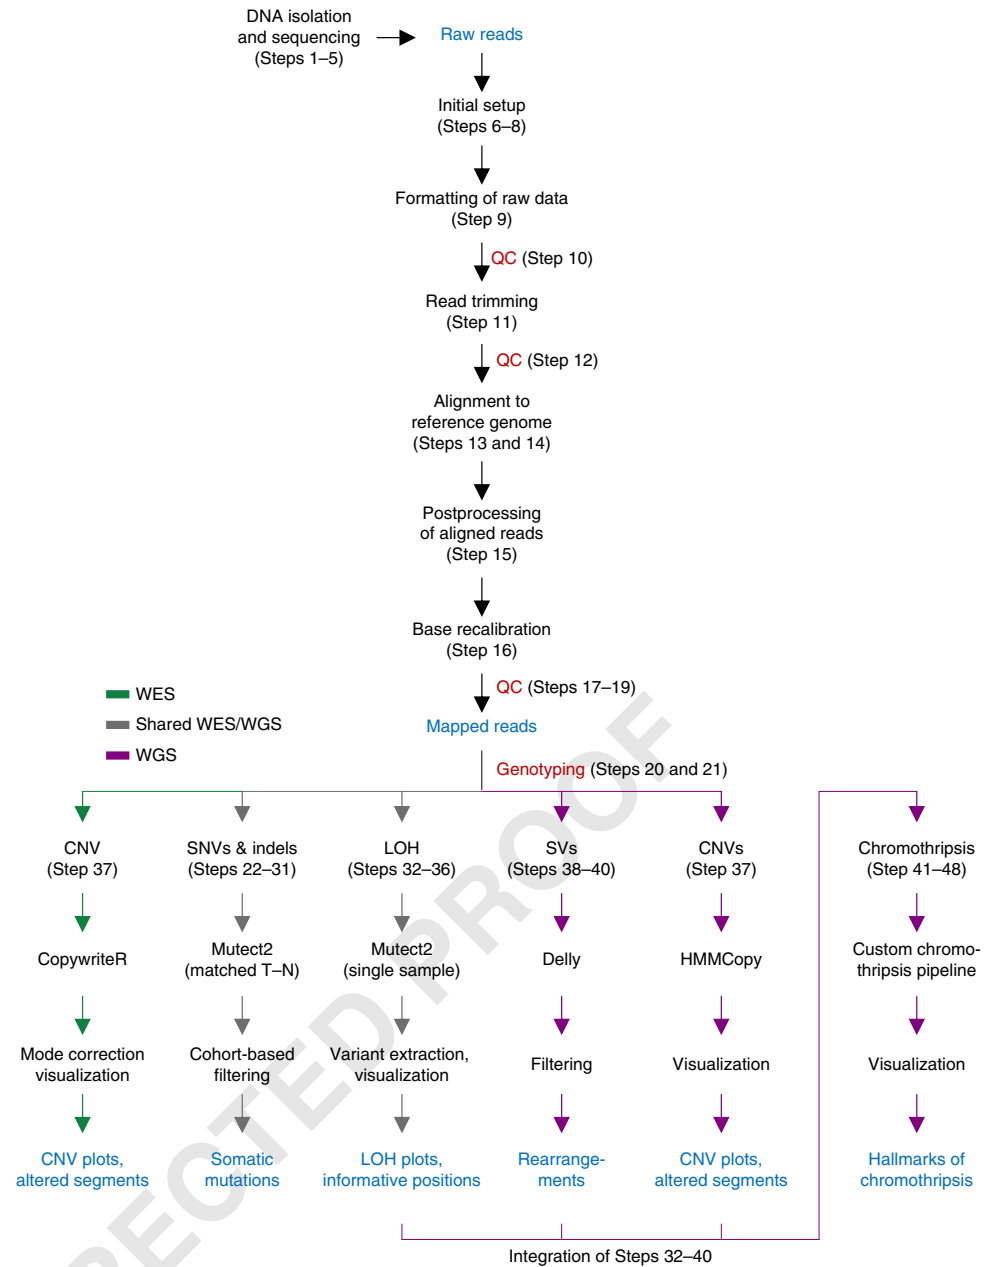 DNA isolation
and sequencing
(Steps 1–5)
Raw reads
Initial setup
(Steps 6–8)
Formatting of raw data
(Step 9)
QC (Step 10)
Read trimming
(Step 11)
QC (Step 12)
Alignment to
reference genome
(Steps 13 and 14)
Postprocessing
of aligned reads
(Step 15)
Base recalibration
(Step 16)
QC (Steps 17–19)
Mapped reads
WES
Shared WES/WGS
WGS
Genotyping (Steps 20 and 21)
CNV
(Step 37)
CopywriteR
Mode correction
visualization
CNV plots,
altered segments
SNVs & indels
(Steps 22–31)
Mutect2
(matched T–N)
Cohort-based
filtering
Somatic
mutations
LOH
(Steps 32–36)
Mutect2
(single sample)
Variant extraction,
visualization
LOH plots,
informative positions
SVs
(Steps 38–40)
Delly
Filtering
Rearrange-
ments
CNVs
(Step 37)
HMMCopy
Visualization
CNV plots,
altered segments
Chromothripsis
(Step 41–48)
Custom chromo-
thripsis pipeline
Visualization
Hallmarks of
chromothripsis
Integration of Steps 32–40
RECTED PROOF